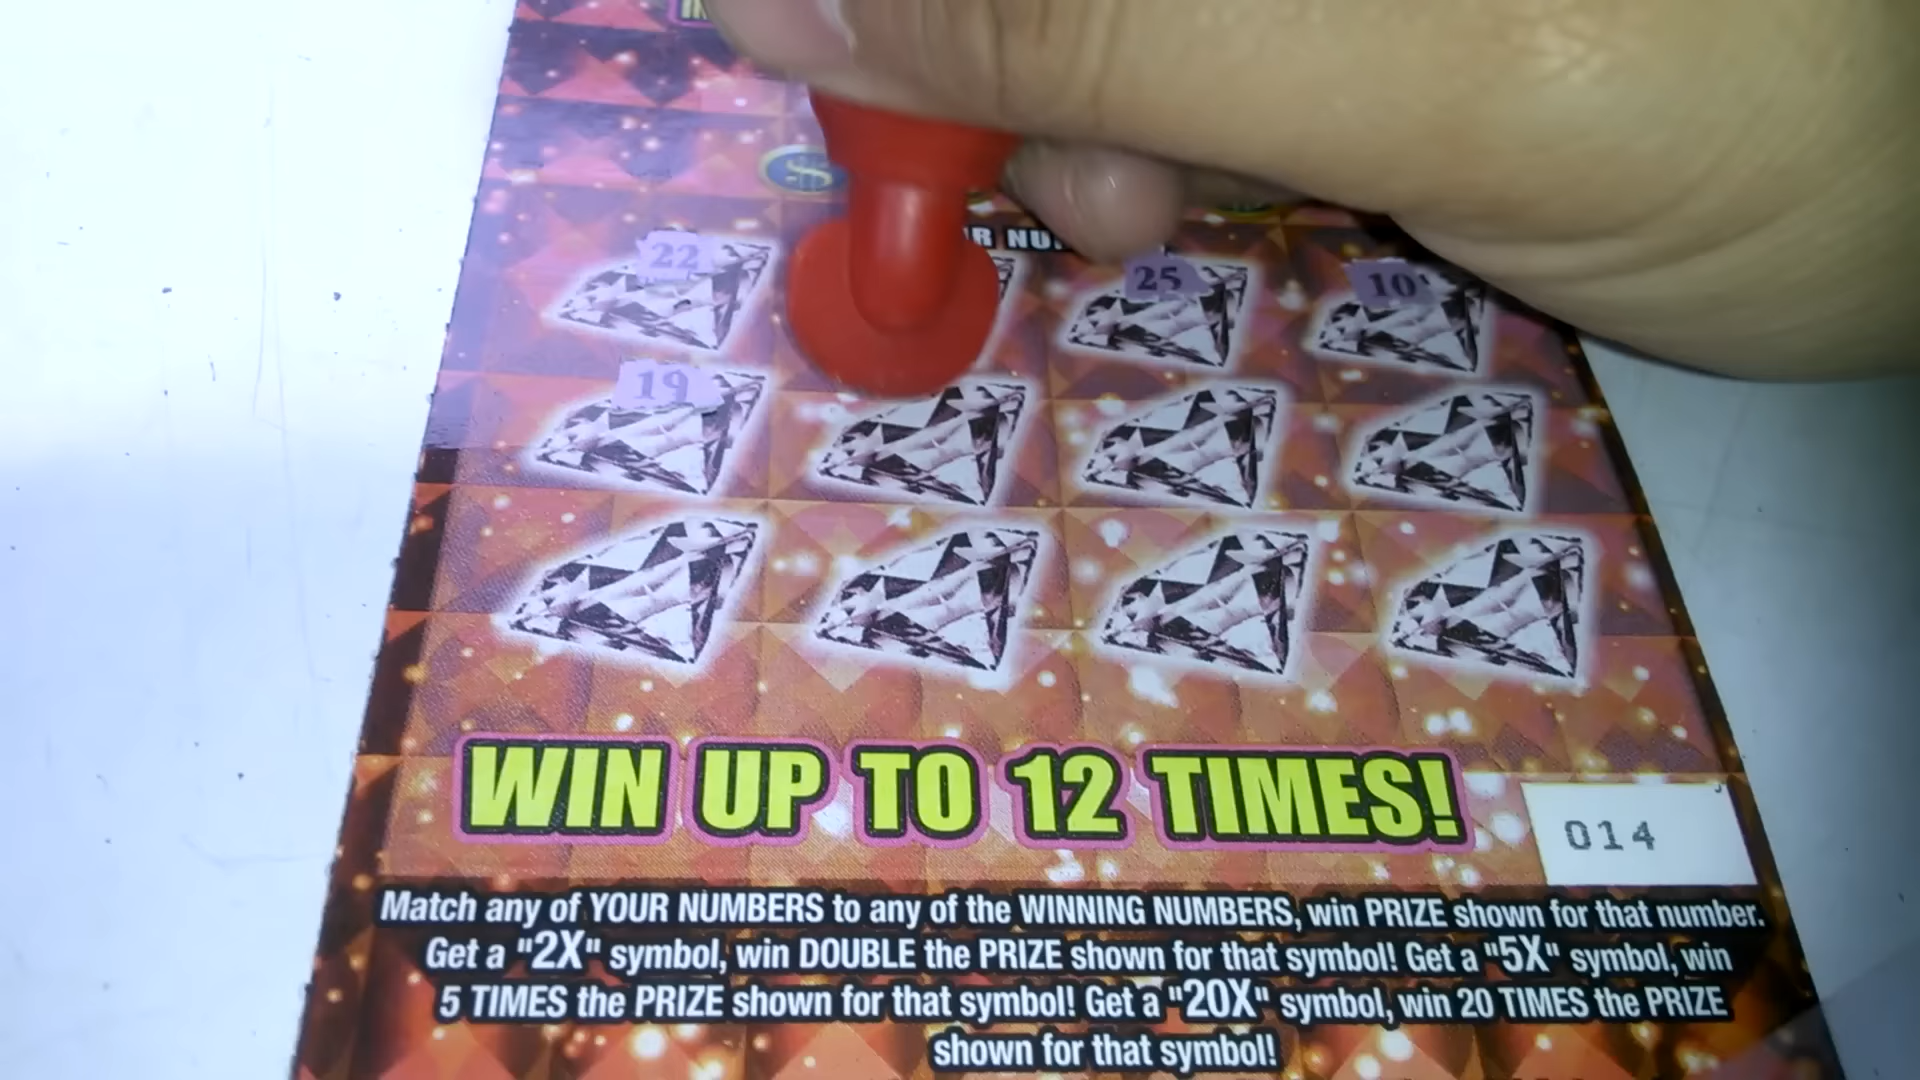 $
R NU
22
25
10
19
WIN UP TO 12 TIMES!
014
Match any of YOUR NUMBERS to any of the WINNING NUMBERS, win PRIZE shown for that number.
Get a "2X" symbol, win DOUBLE the PRIZE shown for that symbol! Get a "5X" symbol, win
5 TIMES the PRIZE shown for that symbol! Get a "20X" symbol, win 20 TIMES the PRIZE
shown for that symbol!